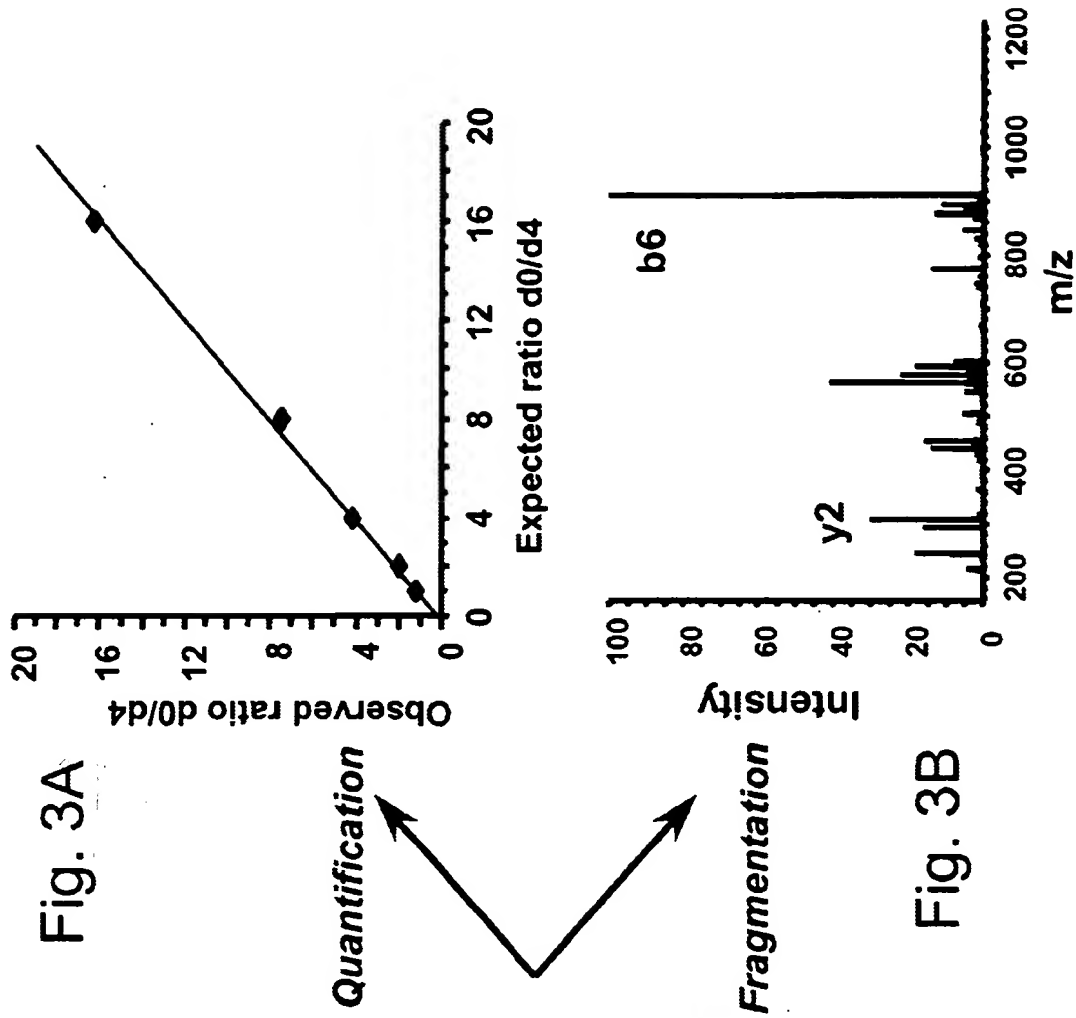 Fig. 3A
Quantification
Observed ratio d0/d4
20
16
12
8
4
0
0 4 8 12 16 20
Expected ratio d0/d4
Fragmentation
Fig. 3B
Intensity
100
80
60
40
20
0
y2
b6
200 400 600 800 1000 1200
m/z